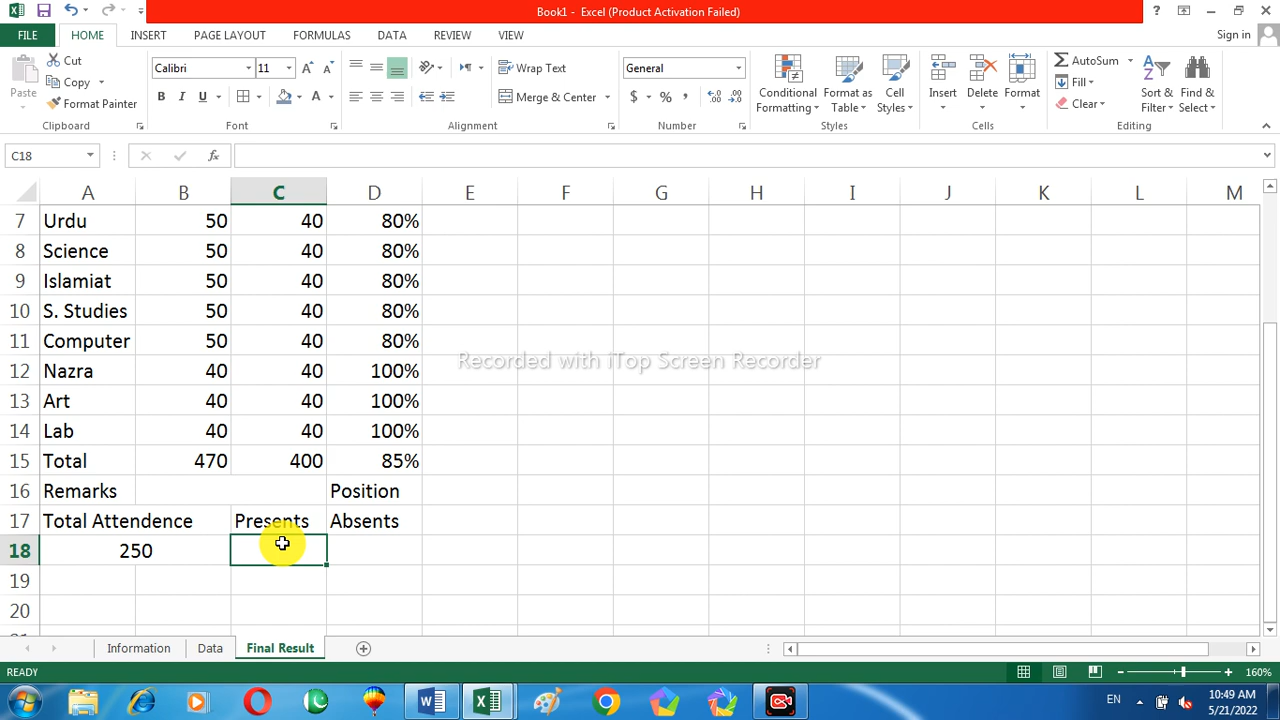 Book1 - Excel (Product Activation Failed)
FILE HOME INSERT PAGE LAYOUT FORMULAS DATA REVIEW VIEW Sign in
Paste Cut Copy Format Painter Clipboard
Calibri 11 B I U A Font
Wrap Text Merge & Center Alignment
General $ % , Number
Conditional Formatting Format as Table Cell Styles Styles
Insert Delete Format Cells
AutoSum Fill Clear Sort & Filter Find & Select Editing
C18 fx
A B C D E F G H I J K L M
7 Urdu 50 40 80%
8 Science 50 40 80%
9 Islamiat 50 40 80%
10 S. Studies 50 40 80%
11 Computer 50 40 80%
12 Nazra 40 40 100%
Recorded with iTop Screen Recorder
13 Art 40 40 100%
14 Lab 40 40 100%
15 Total 470 400 85%
16 Remarks Position
17 Total Attendence Presents Absents
18 250
19
20
Information Data Final Result
READY 160%
EN 10:49 AM
5/21/2022